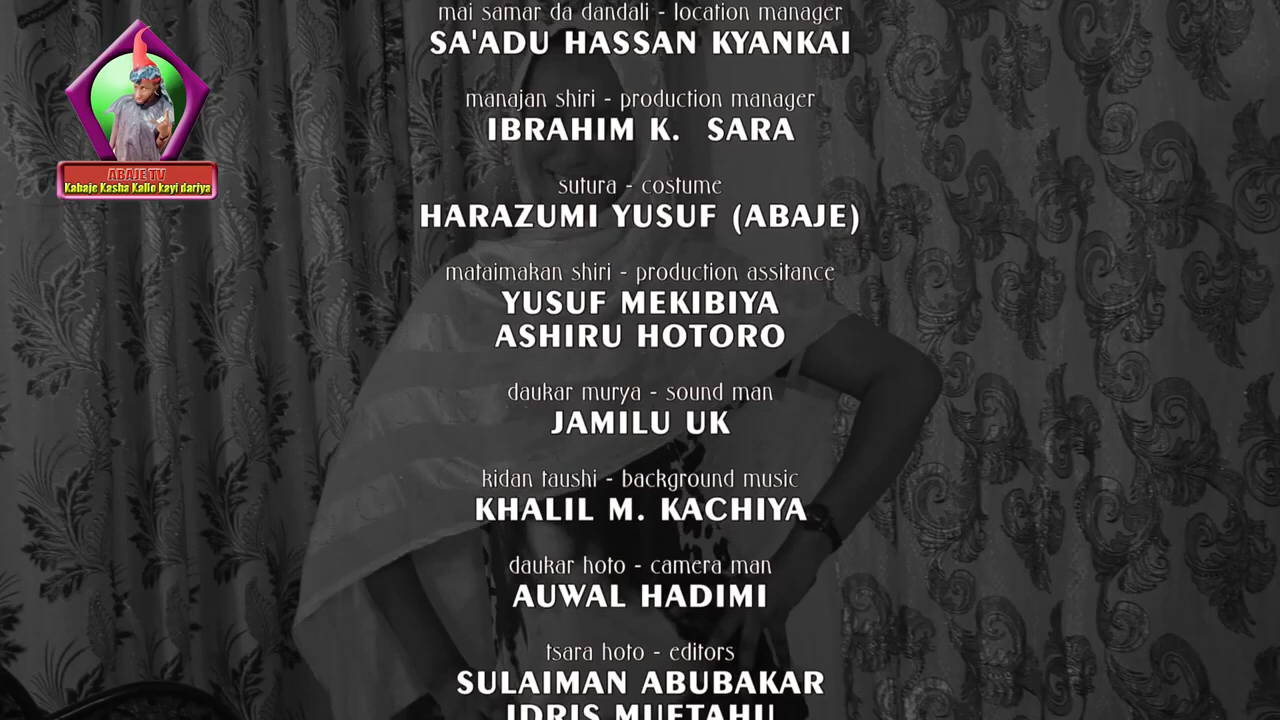 mai samar da dandali - location manager
SA'ADU HASSAN KYANKAI
manajan shiri - production manager
IBRAHIM K. SARA
sutura - costume
HARAZUMI YUSUF (ABAJE)
mataimakan shiri - production assitance
YUSUF MEKIBIYA
ASHIRU HOTORO
daukar murya - sound man
JAMILU UK
kidan taushi - background music
KHALIL M. KACHIYA
daukar hoto - camera man
AUWAL HADIMI
tsara hoto - editors
SULAIMAN ABUBAKAR
IDRIS MUFTAHU
ABAJE TV
Kabaje Kasha Kallo kayi dariya